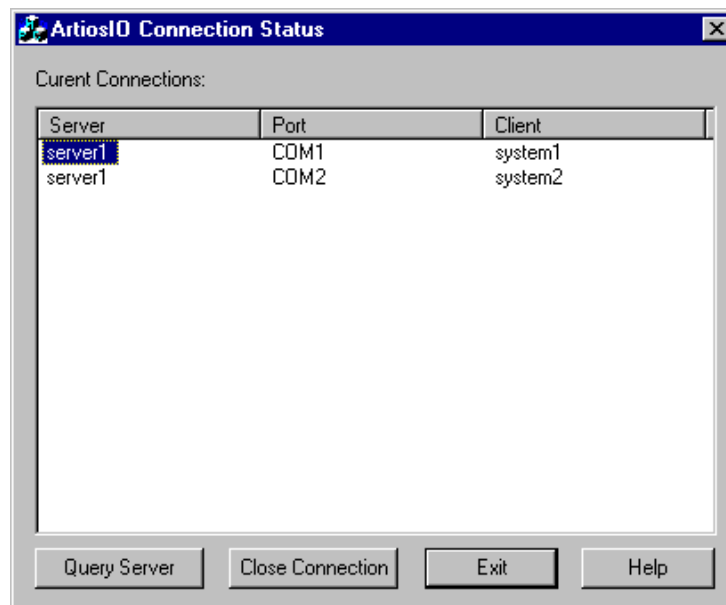 ArtiosIO Connection Status
Curent Connections:
Server Port Client
server1 COM1 system1
server1 COM2 system2
Query Server Close Connection Exit Help